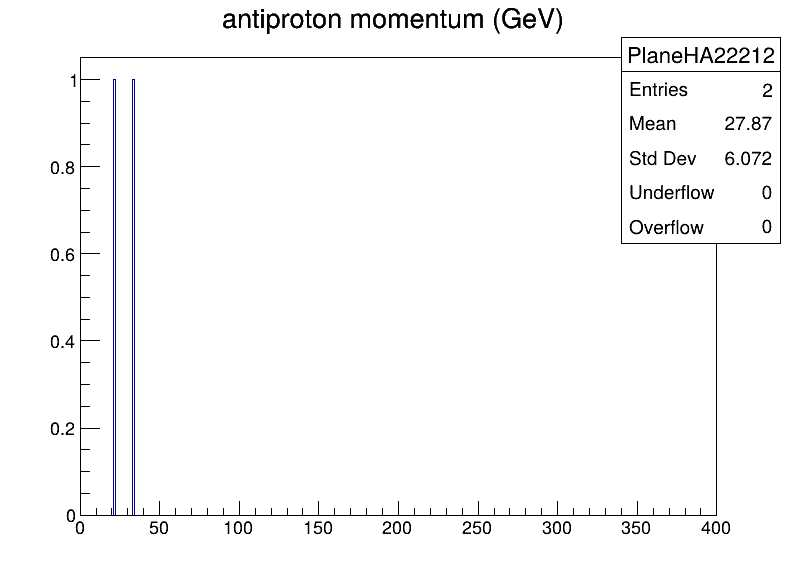 antiproton momentum (GeV)
PlaneHA22212
Entries 2
Mean 27.87
Std Dev 6.072
Underflow 0
Overflow 0
1
0.8
0.6
0.4
0.2
0
0 50 100 150 200 250 300 350 400